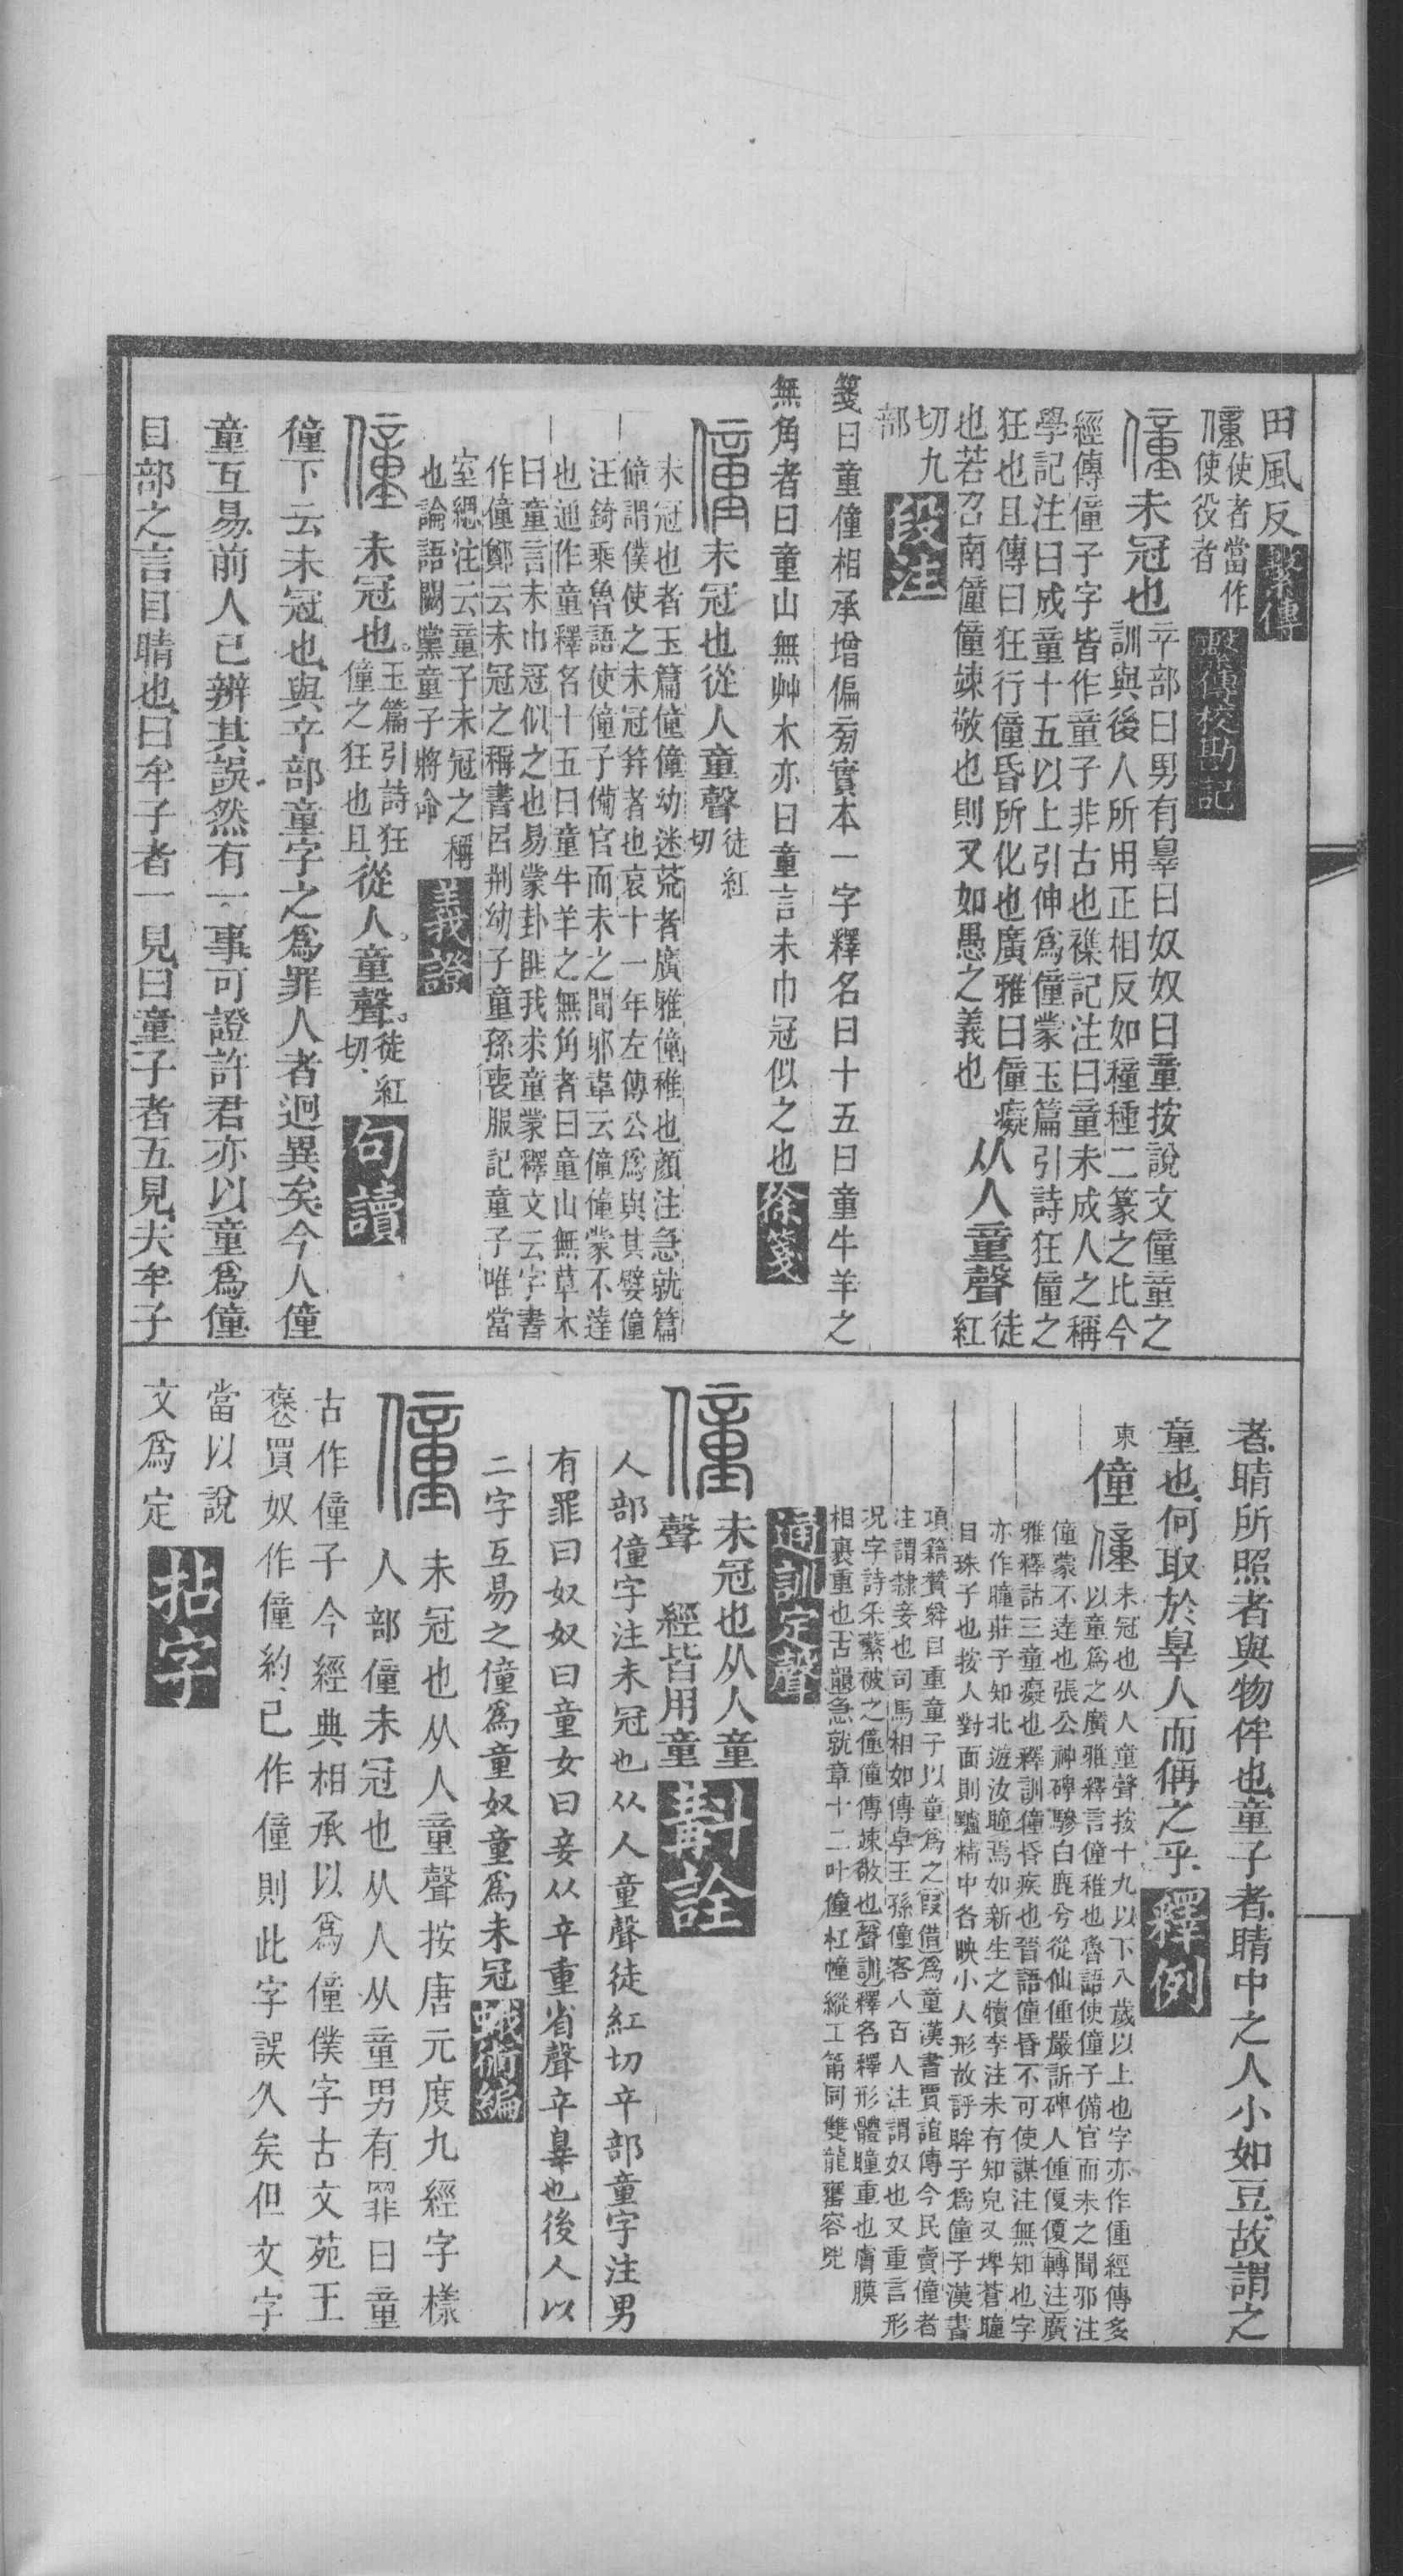 田風反繫傳
僮使者當作
使役者
繫傳校勘記
僮未冠也
䇂部曰男有辠曰奴奴曰童按說文僮童之
訓與後人所用正相反如穜種二篆之比今
經傳僮子字皆作童子非古也襍記注曰童未成人之稱
學記注曰成童十五以上引伸爲僮蒙玉篇引詩狂僮之
狂也且傳曰狂行僮昏所化也廣雅曰僮癡
也若召南僮僮竦敬也則又如愚之義也
从人童聲
徒紅
切九
部
段注
箋曰童僮相承增偏旁實本一字釋名曰十五曰童牛羊之
無角者曰童山無艸木亦曰童言未巾冠似之也徐箋
僮未冠也從人童聲
徒紅
切
未冠也者玉篇僮僮幼迷荒者廣雅僮稚也顏注急就篇
僮謂僕使之未冠笄者也哀十一年左傳公爲與其嬖僮
汪錡乘魯語使僮子備官而未之聞邪韋云僮僮蒙不達
也通作童釋名十五曰童牛羊之無角者曰童山無草木
曰童言未巾冠似之也易蒙卦匪我求童蒙釋文云字書
作僮鄭云未冠之稱書呂刑幼子童孫喪服記童子唯當
室緦注云童子未冠之稱
也論語闕黨童子將命
義證
僮未冠也。
玉篇引詩狂
僮之狂也且
從人。童聲。
徒紅
切
句讀
僮下云未冠也與䇂部童字之爲罪人者迥異矣今人僮
童互易前人已辨其誤然有一事可證許君亦以童爲僮
目部之言目睛也曰牟子者一見曰童子者五見夫牟子
者睛所照者與物侔也童子者睛中之人小如豆故謂之
童也何取於辠人而偁之乎釋例
東
僮
僮未冠也从人童聲按十九以下八歲以上也字亦作偅經傳多
以童爲之廣雅釋言僮稚也魯語使僮子備官而未之聞邪注
僮蒙不達也張公神碑驂白鹿兮從仙僮嚴訢碑人偅傁傁轉注廣
雅釋詁三童癡也釋訓僮昏疾也晉語僮昏不可使謀注無知也字
亦作瞳莊子知北遊汝瞳焉如新生之犢李注未有知皃又埤蒼瞳
目珠子也按人對面則黸精中各映小人形故評眸子爲僮子漢書
項籍贊舜曰重童子以童爲之叚借爲童漢書賈誼傳今民賣僮者
注謂隸妾也司馬相如傳卓王孫僮客八百人注謂奴也又重言形
況字詩采蘩被之僮僮傳竦敬也聲訓釋名釋形體瞳重也膚膜
相裹重也古韻急就章十二叶僮杠幢縱工筩同雙龍罋容兇
通訓定聲
僮未冠也从人童
聲 經皆用童
斠詮
人部僮字注未冠也从人童聲徒紅切䇂部童字注男
有罪曰奴奴曰童女曰妾从䇂重省聲䇂辠也後人以
二字互易之僮爲童奴童爲未冠蛾術編
僮未冠也从人童聲按唐元度九經字樣
人部僮未冠也从人从童男有罪曰童
古作僮子今經典相承以爲僮僕字古文苑王
褒買奴作僮約已作僮則此字誤久矣但文字
當以說
文爲定
拈字